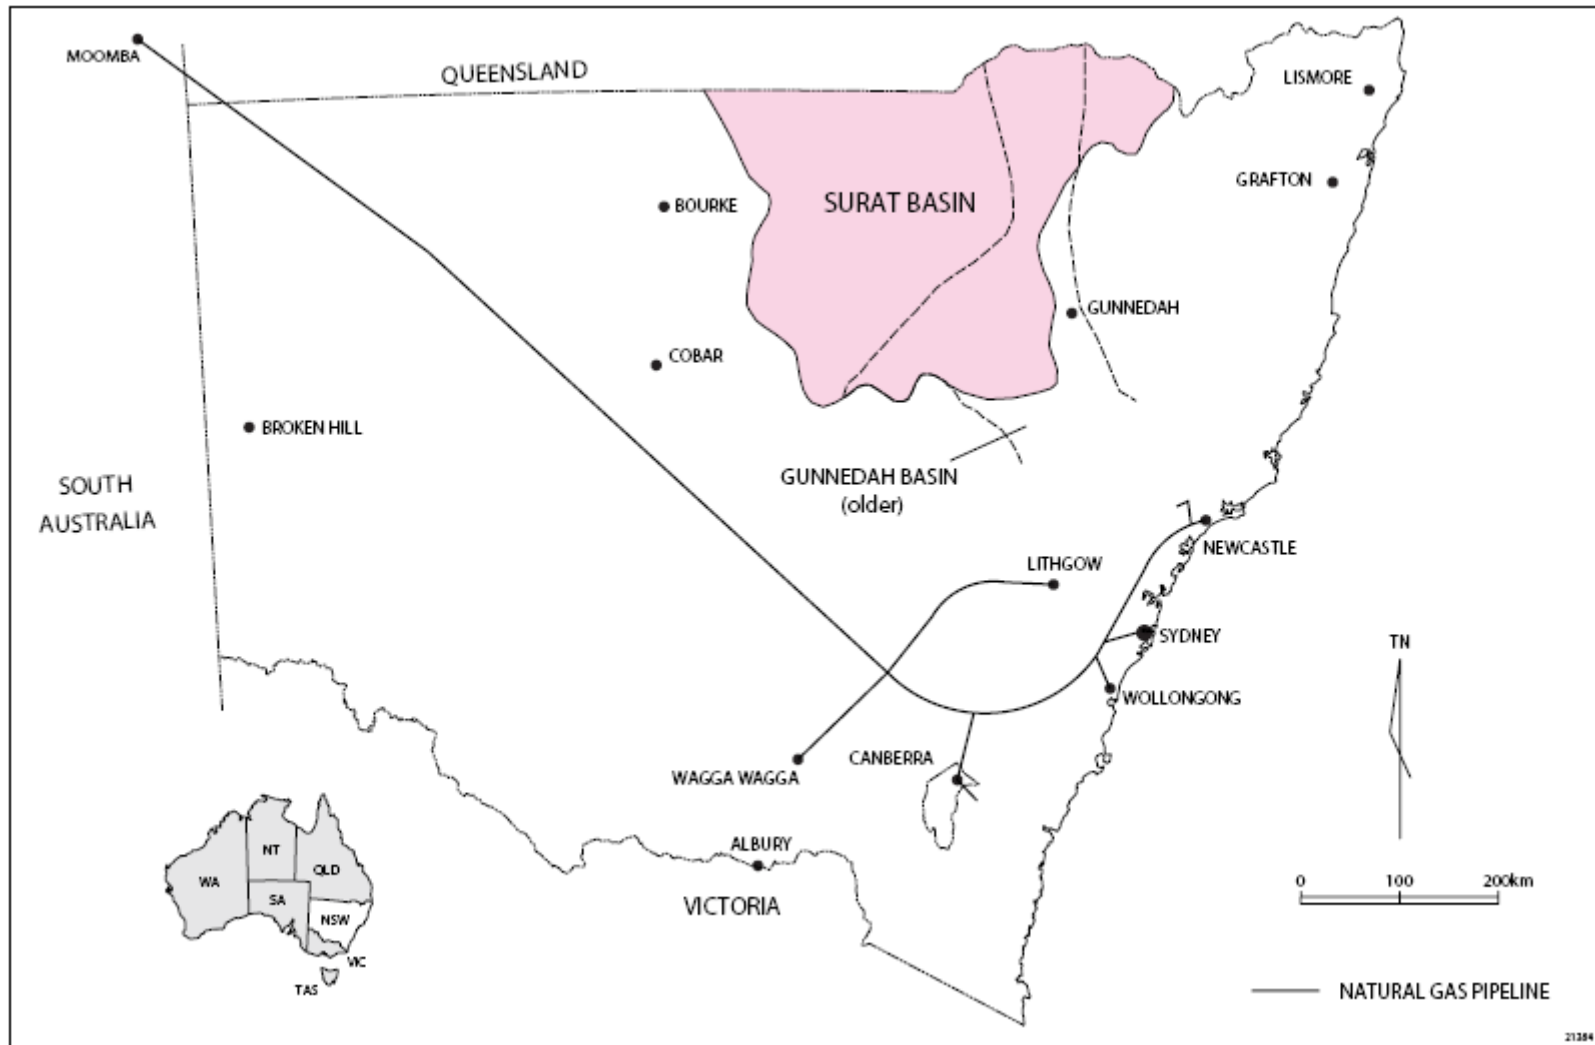 MOOMBA
QUEENSLAND
LISMORE
GRAFTON
SURAT BASIN
BOURKE
GUNNEDAH
COBAR
BROKEN HILL
GUNNEDAH BASIN
(older)
SOUTH
AUSTRALIA
NEWCASTLE
LITHGOW
SYDNEY
TN
WOLLONGONG
CANBERRA
WAGGA WAGGA
ALBURY
VICTORIA
NT
QLD
WA
SA
NSW
VIC
TAS
0 100 200km
NATURAL GAS PIPELINE
21384